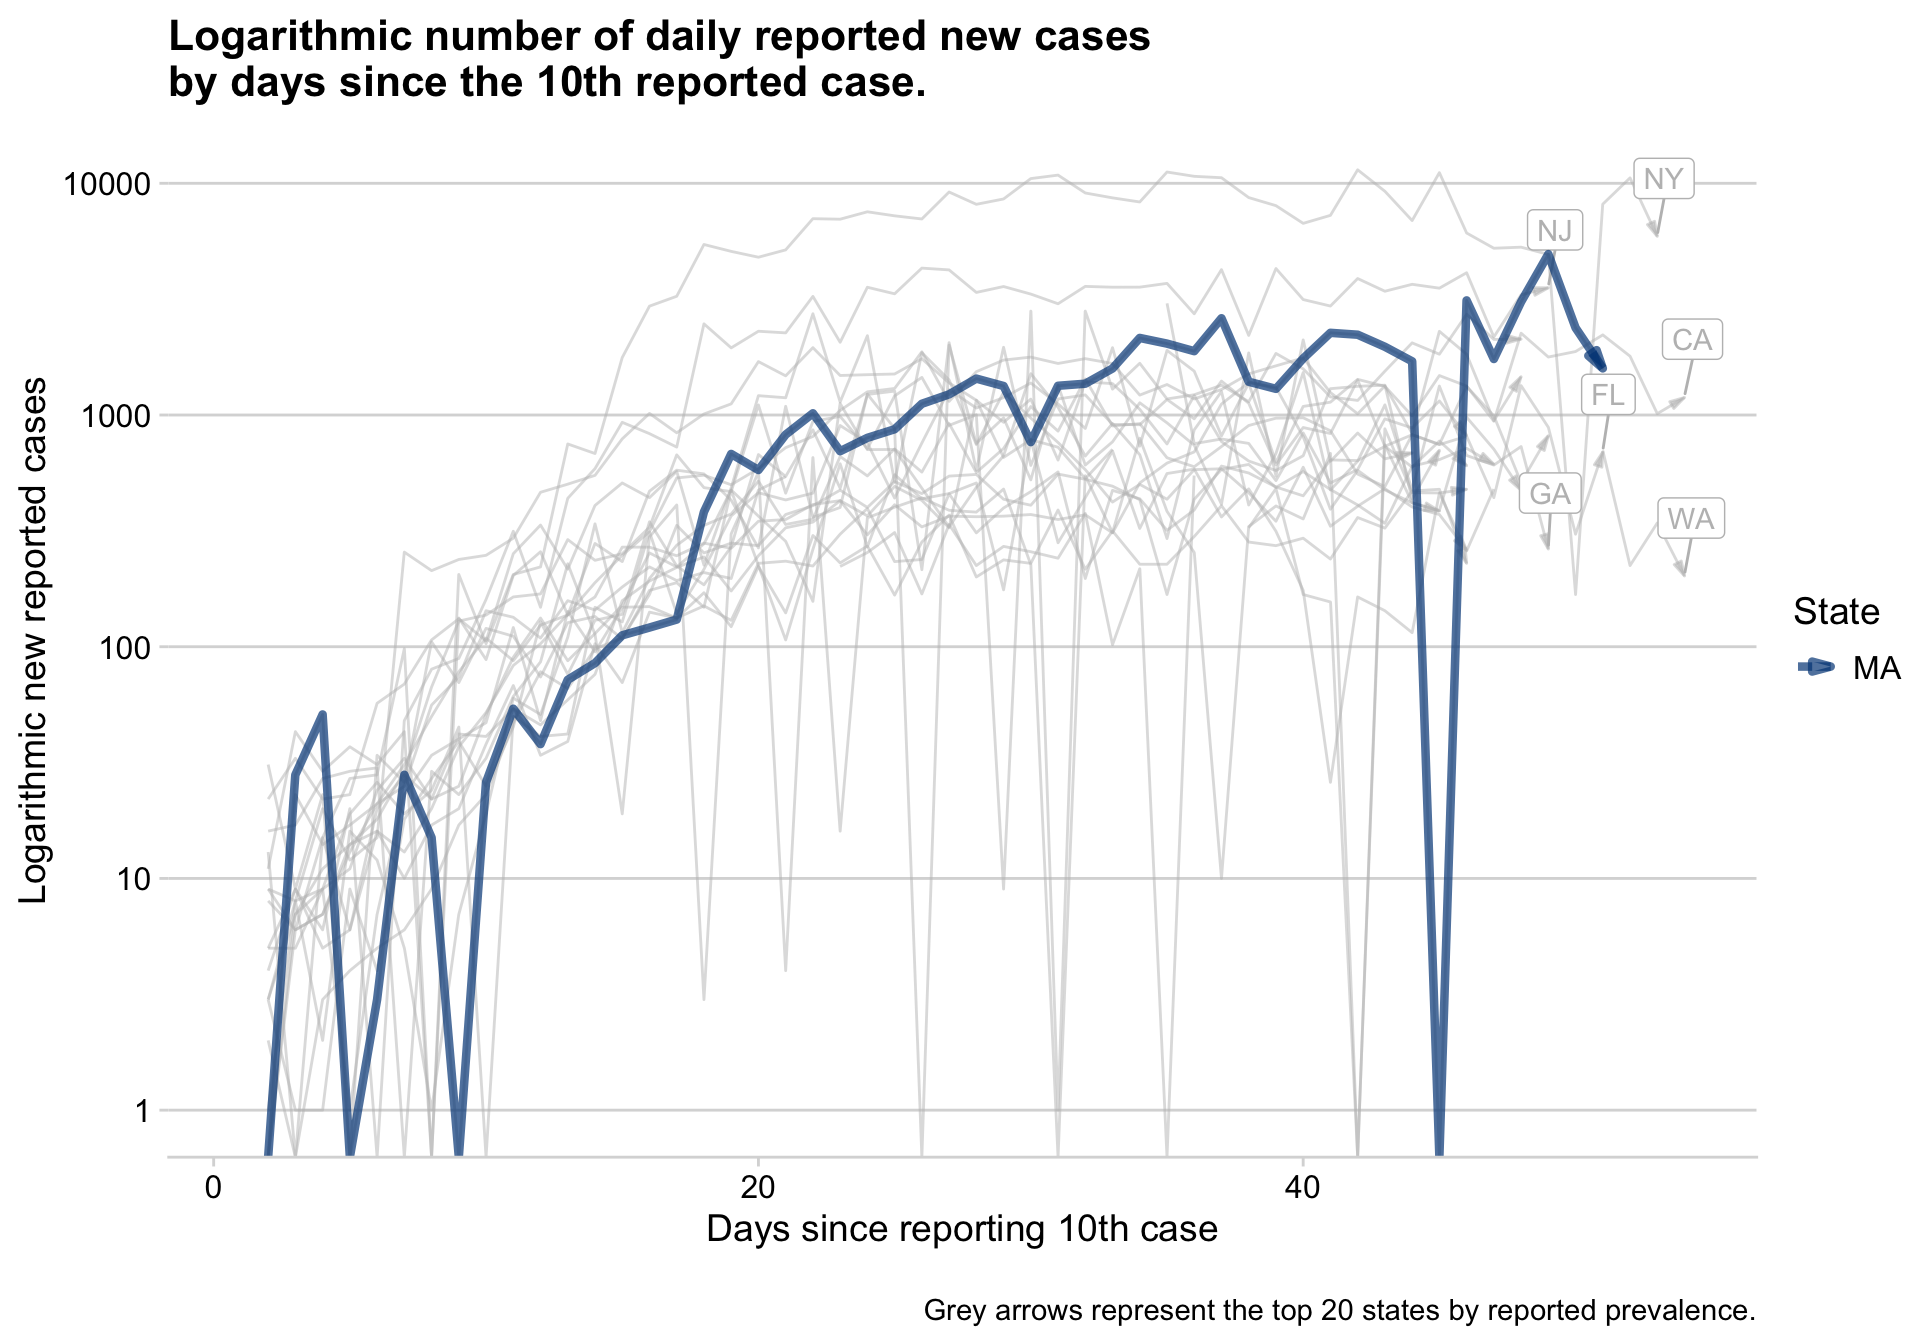 Logarithmic number of daily reported new cases
by days since the 10th reported case.
Logarithmic new reported cases
10000
1000
100
10
1
NY
NJ
CA
FL
GA
WA
State
MA
0
20
40
Days since reporting 10th case
Grey arrows represent the top 20 states by reported prevalence.